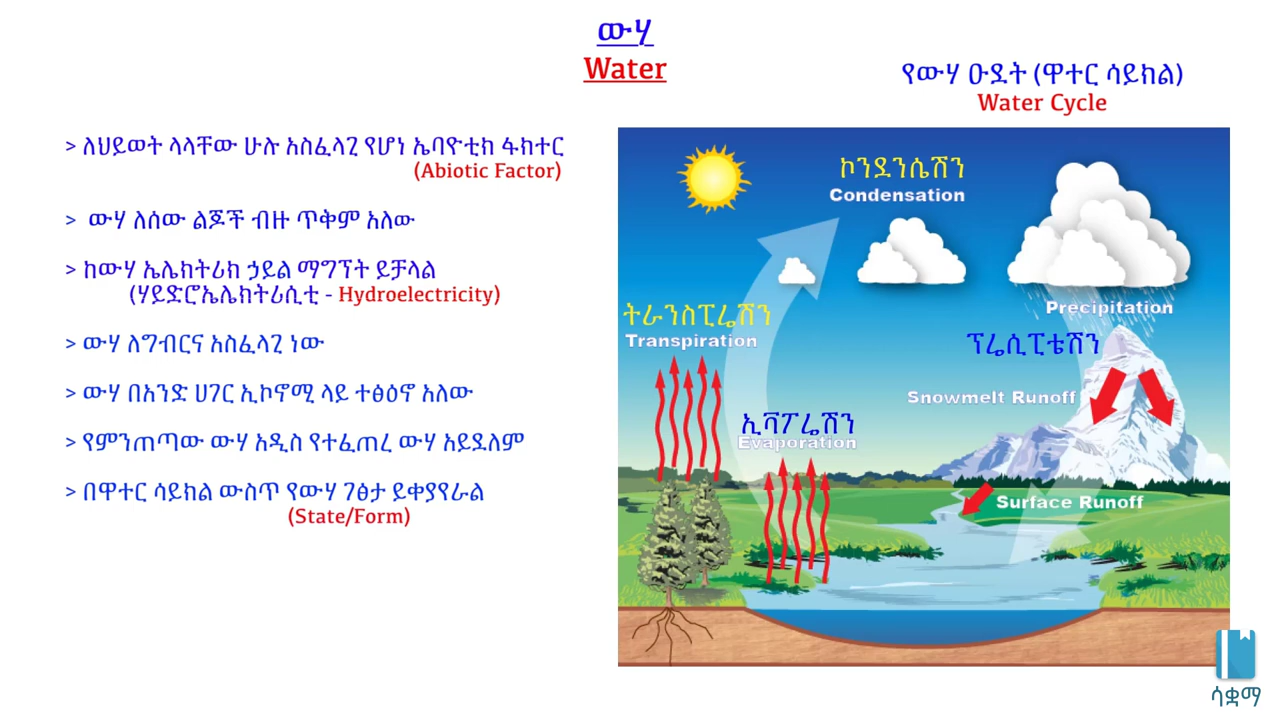 ውሃ
Water
የውሃ ዑደት (ዋተር ሳይክል)
Water Cycle
> ለህይወት ላላቸው ሁሉ አስፈላጊ የሆነ ኤባዮቲክ ፋክተር
(Abiotic Factor)
> ውሃ ለሰው ልጆች ብዙ ጥቅም አለው
> ከውሃ ኤሌክትሪክ ኃይል ማግኘት ይቻላል
(ሃይድሮኤሌክትሪሲቲ - Hydroelectricity)
> ውሃ ለግብርና አስፈላጊ ነው
> ውሃ በአንድ ሀገር ኢኮኖሚ ላይ ተፅዕኖ አለው
> የምንጠጣው ውሃ አዲስ የተፈጠረ ውሃ አይደለም
> በዋተር ሳይክል ውስጥ የውሃ ገፅታ ይቀያየራል
(State/Form)
ኮንደንሴሽን
Condensation
Precipitation
ፕሬሲፒቴሽን
ትራንስፒሬሽን
Transpiration
Snowmelt Runoff
ኢቫፖሬሽን
Evaporation
Surface Runoff
ሳቋማ